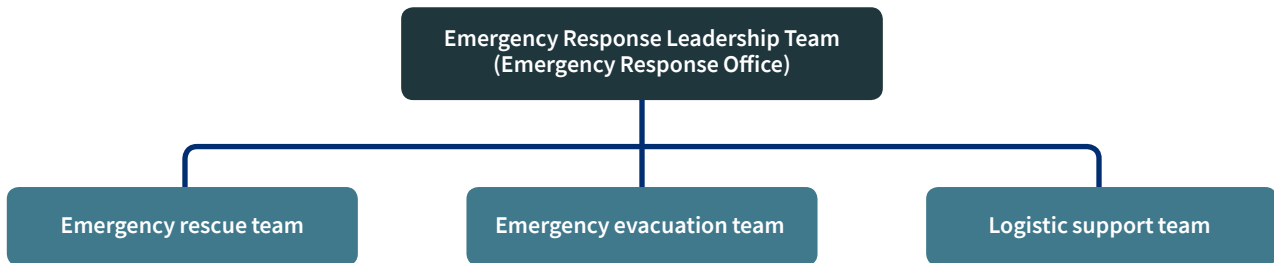 Emergency Response Leadership Team
(Emergency Response Office)
Emergency rescue team
Emergency evacuation team
Logistic support team